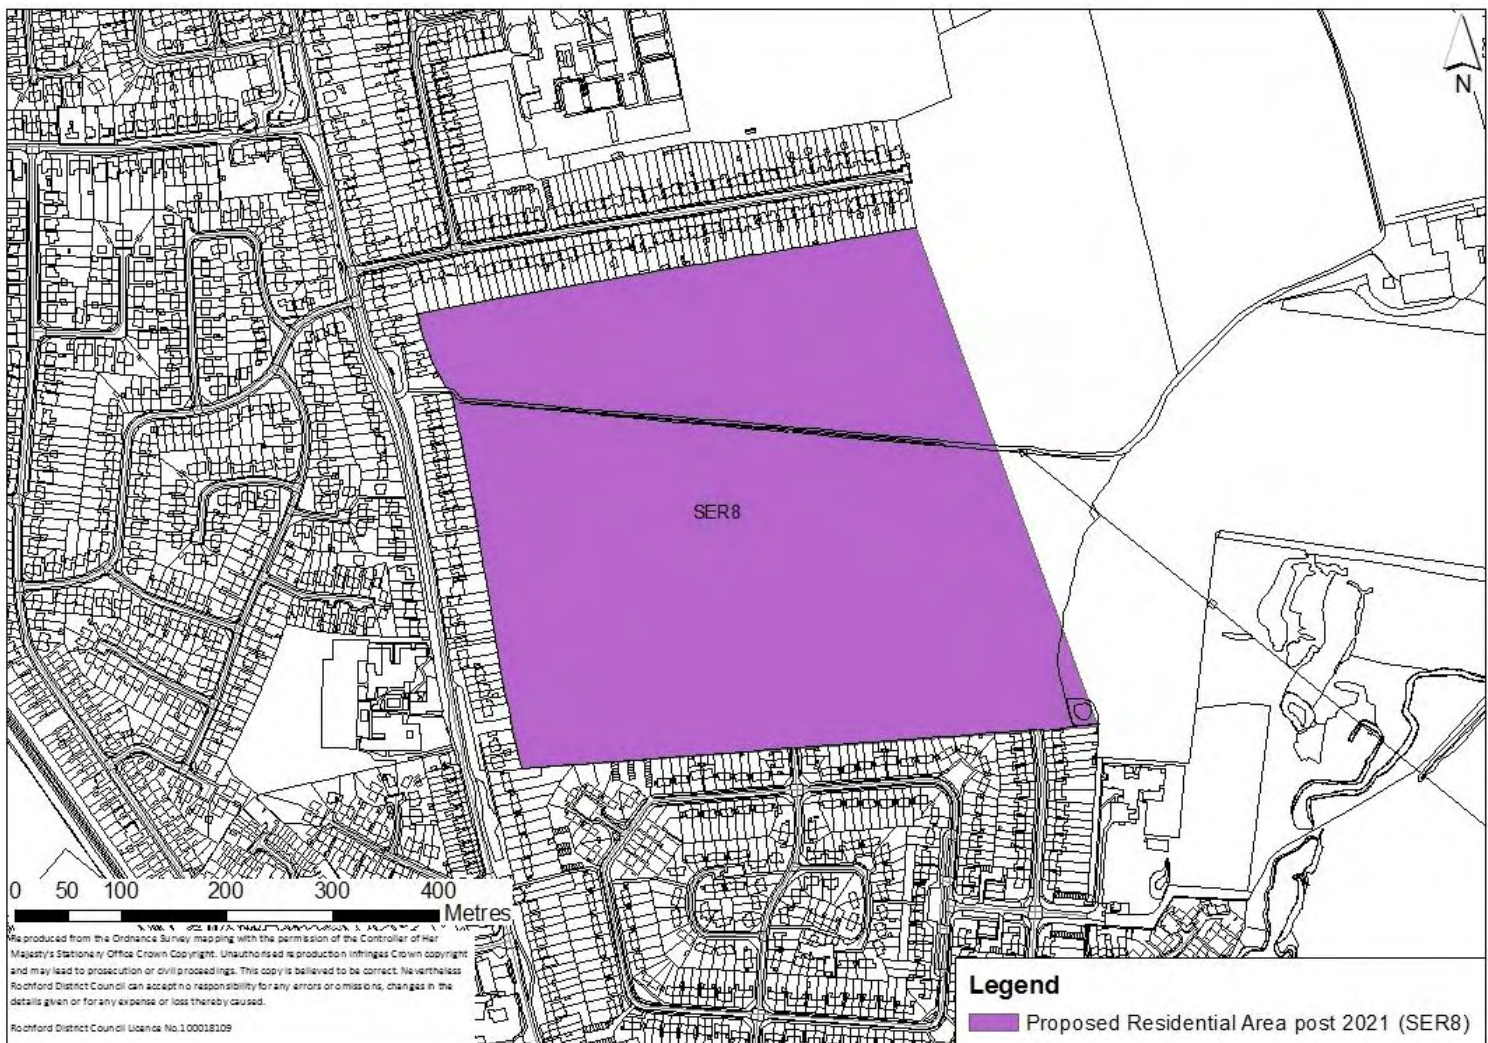 N
SER8
0 50 100 200 300 400
Metres
Reproduced from the Ordnance Survey mapping with the permission of the Controller of Her
Majesty's Stationery Office Crown Copyright. Unauthorised reproduction infringes Crown copyright
and may lead to prosecution or civil proceedings. This copy is believed to be correct. Nevertheless
Rochford District Council can accept no responsibility for any errors or omissions, changes in the
details given or for any expense or loss thereby caused.
Rochford District Council Licence No.100018109
Legend
Proposed Residential Area post 2021 (SER8)